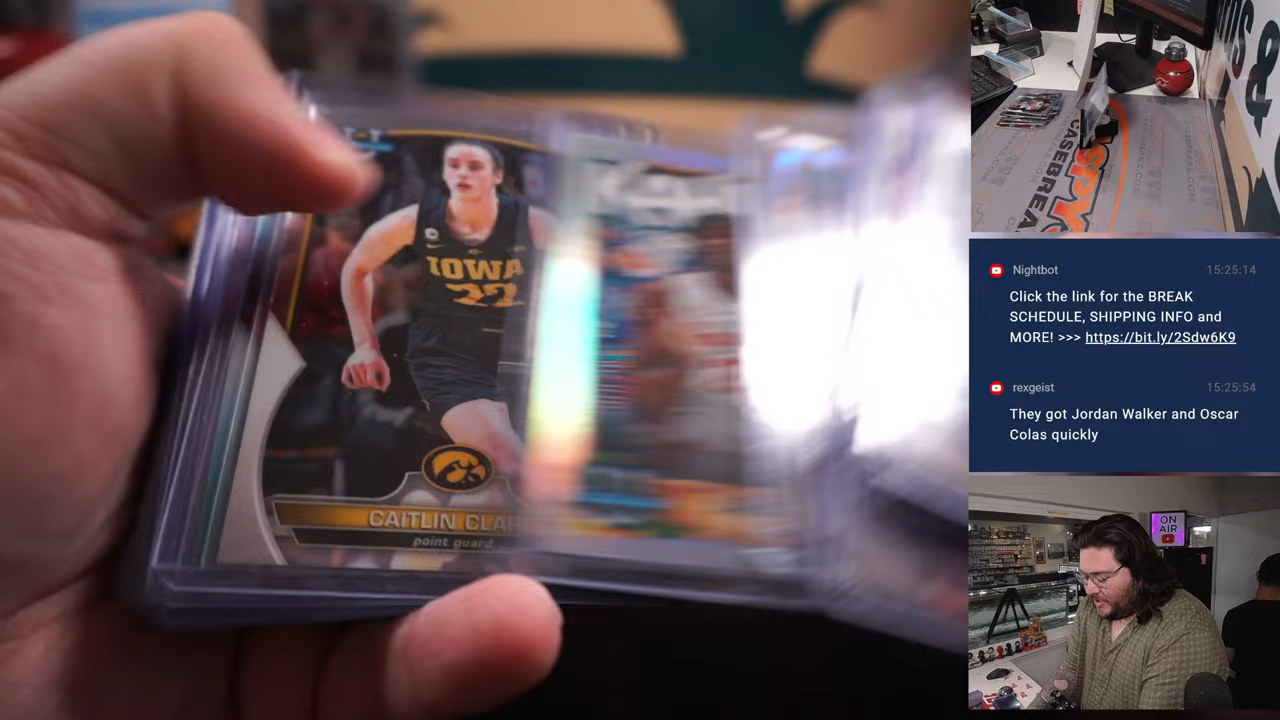 IOWA
22
CAITLIN CLAR
point guard
ON
AIR
Nightbot 15:25:14
Click the link for the BREAK
SCHEDULE, SHIPPING INFO and
MORE! >>> https://bit.ly/2Sdw6K9
rexgeist 15:25:54
They got Jordan Walker and Oscar
Colas quickly